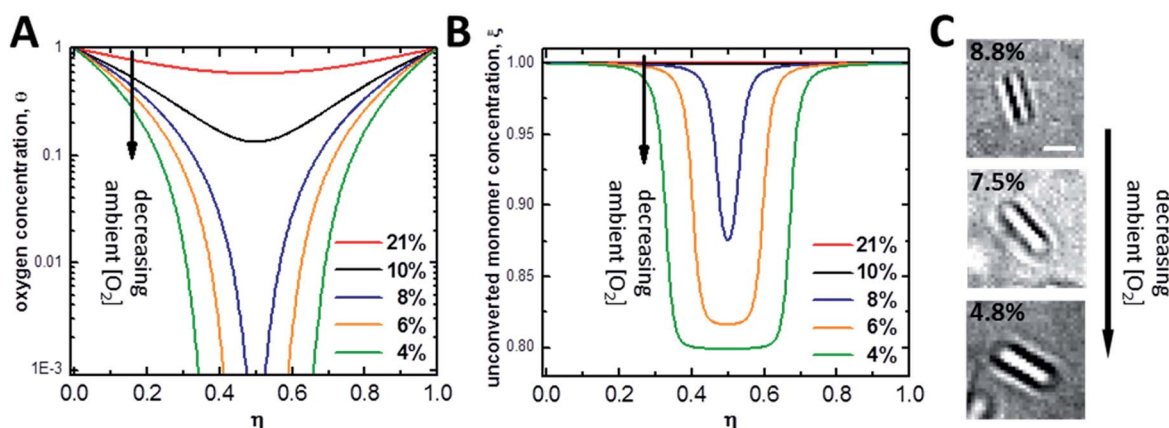 A
oxygen concentration, ɵ
1
0.1
0.01
1E-3
0.0 0.2 0.4 0.6 0.8 1.0
η
decreasing
ambient [O₂]
21%
10%
8%
6%
4%
B
unconverted monomer concentration, ξ
1.00
0.95
0.90
0.85
0.80
0.0 0.2 0.4 0.6 0.8 1.0
η
decreasing
ambient [O₂]
21%
10%
8%
6%
4%
C
8.8%
7.5%
4.8%
decreasing
ambient [O₂]